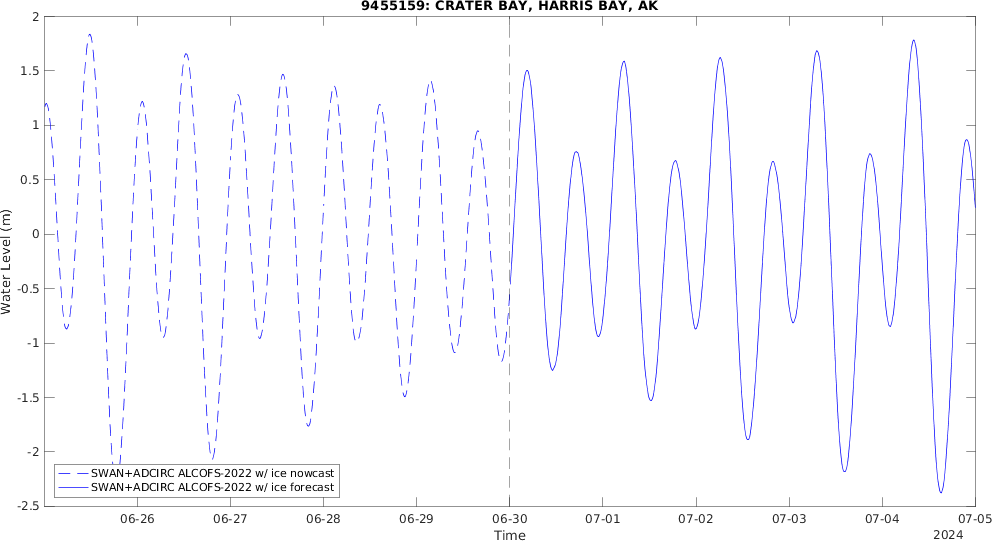 9455159: CRATER BAY, HARRIS BAY, AK
2
1.5
1
0.5
0
-0.5
-1
-1.5
-2
-2.5
Water Level (m)
SWAN+ADCIRC ALCOFS-2022 w/ ice nowcast
SWAN+ADCIRC ALCOFS-2022 w/ ice forecast
06-26 06-27 06-28 06-29 06-30 07-01 07-02 07-03 07-04 07-05
Time
2024